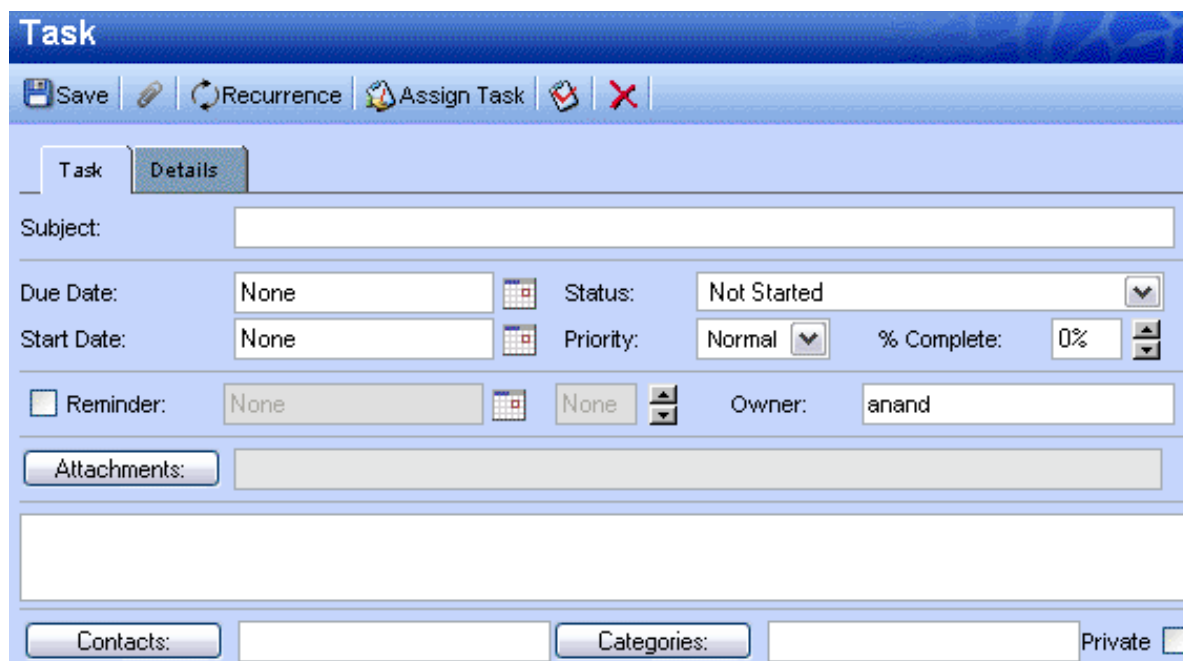 Task
Save Recurrence Assign Task
Task Details
Subject:
Due Date: None Status: Not Started
Start Date: None Priority: Normal % Complete: 0%
Reminder: None None Owner: anand
Attachments:
Contacts: Categories: Private